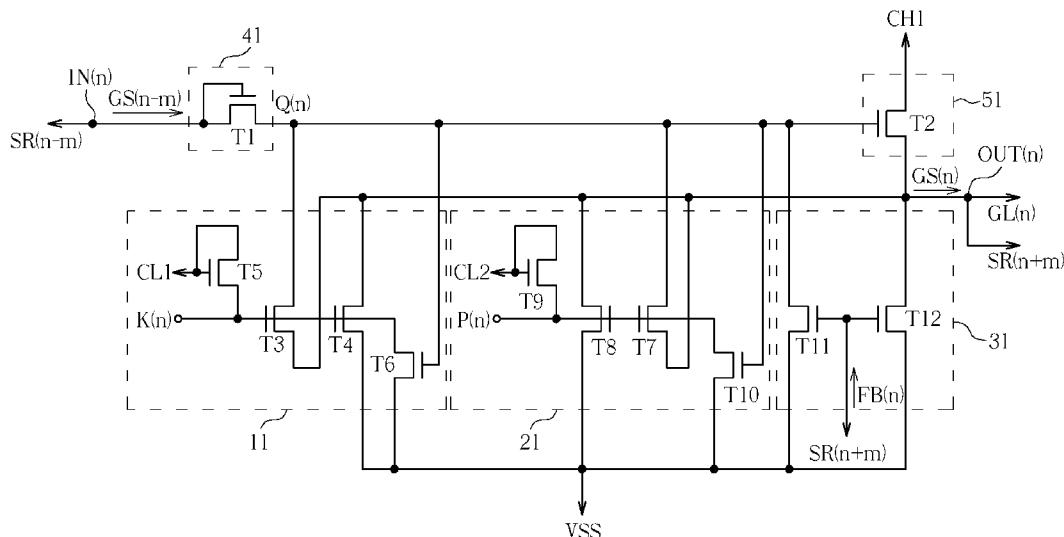 CH1
41
IN(n)
GS(n-m)
Q(n)
51
T1
T2
SR(n-m)
OUT(n)
GS(n)
GL(n)
SR(n+m)
CL1
T5
CL2
T9
K(n)
P(n)
T3
T4
T6
T8
T7
T10
T11
T12
31
FB(n)
11
21
SR(n+m)
VSS